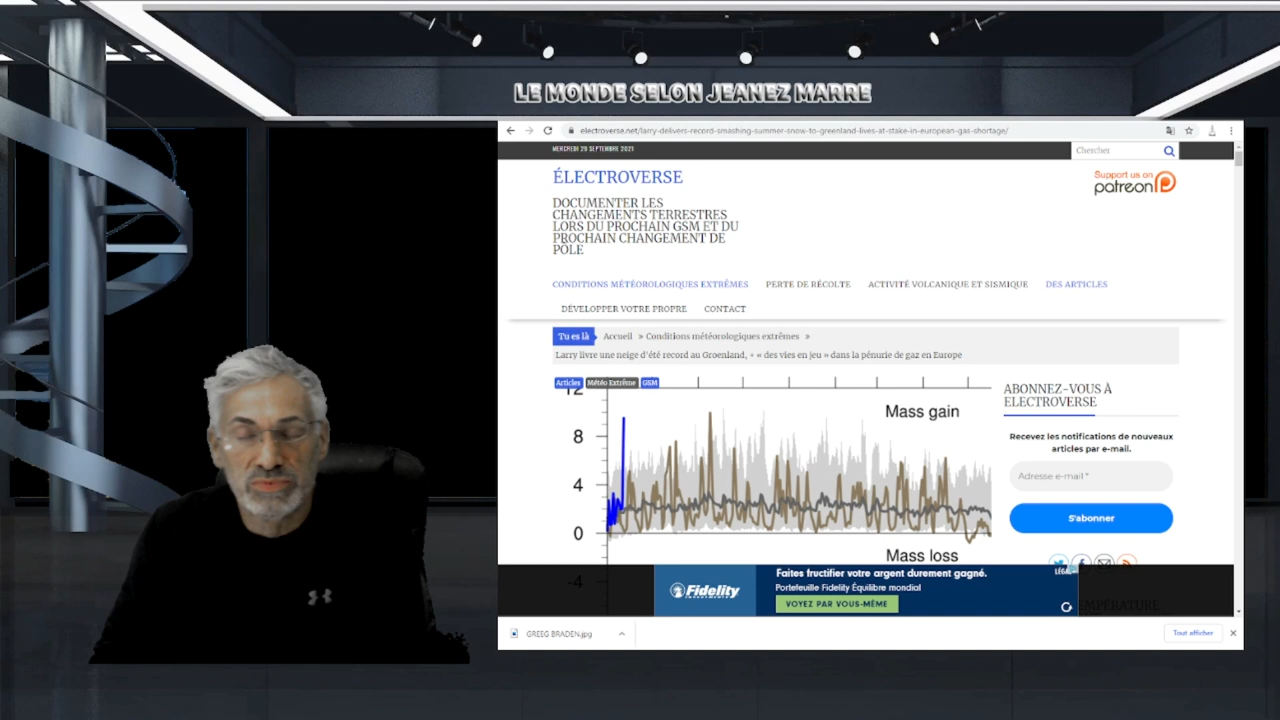 LE MONDE SELON JEANEZ MARRE
electroverse.net/larry-delivers-record-smashing-summer-snow-to-greenland-lives-at-stake-in-european-gas-shortage/
MERCREDI 29 SEPTEMBRE 2021
Chercher
ÉLECTROVERSE
Support us on
patreon
DOCUMENTER LES
CHANGEMENTS TERRESTRES
LORS DU PROCHAIN GSM ET DU
PROCHAIN CHANGEMENT DE
PÔLE
CONDITIONS MÉTÉOROLOGIQUES EXTRÊMES PERTE DE RÉCOLTE ACTIVITÉ VOLCANIQUE ET SISMIQUE DES ARTICLES
DÉVELOPPER VOTRE PROPRE CONTACT
Tu es là Accueil » Conditions météorologiques extrêmes »
Larry livre une neige d'été record au Groenland, + « des vies en jeu » dans la pénurie de gaz en Europe
Articles Météo Extrême GSM
12
Mass gain
8
4
0
Mass loss
-4
ABONNEZ-VOUS À
ELECTROVERSE
Recevez les notifications de nouveaux
articles par e-mail.
Adresse e-mail *
S'abonner
Fidelity
INVESTMENTS
Faites fructifier votre argent durement gagné.
LÉGAL
Portefeuille Fidelity Équilibre mondial
VOYEZ PAR VOUS-MÊME
EMPÉRATURE
GREEG BRADEN.jpg
Tout afficher